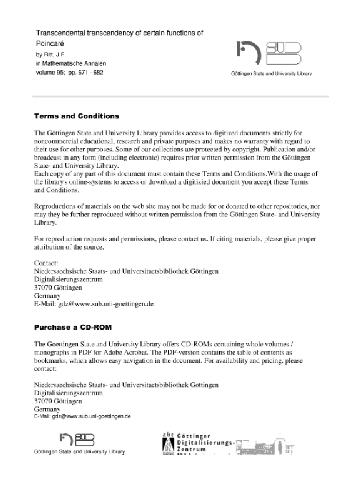 Transcendental transcendency of certain functions of
Poincaré
by Ritt, J.F.
in Mathematische Annalen
volume 95; pp. 671 - 682
Göttingen State and University Library
Terms and Conditions
The Göttingen State and University Library provides access to digitized documents strictly for
noncommercial educational, research and private purposes and makes no warranty with regard to
their use for other purposes. Some of our collections are protected by copyright. Publication and/or
broadcast in any form (including electronic) requires prior written permission from the Göttingen
State- and University Library.
Each copy of any part of this document must contain these Terms and Conditions. With the usage of
the library's online-systems to access or download a digitized document you accept these Terms
and Conditions.
Reproductions of materials on the web site may not be made for or donated to other repositories, nor
may they be further reproduced without written permission from the Göttingen State- and University
Library.
For reproduction requests and permissions, please contact us. If citing materials, please give proper
attribution of the source.
Contact:
Niedersaechsische Staats- und Universitaetsbibliothek Göttingen
Digitalisierungszentrum
37070 Göttingen
Germany
E-Mail: gdz@www.sub.uni-goettingen.de
Purchase a CD-ROM
The Goettingen State and University Library offers CD-ROMs containing whole volumes /
monographs in PDF for Adobe Acrobat. The PDF-version contains the table of contents as
bookmarks, which allows easy navigation in the document. For availability and pricing, please
contact:
Niedersaechsische Staats- und Universitaetsbibliothek Göttingen
Digitalisierungszentrum
37070 Göttingen
Germany
E-Mail: gdz@www.sub.uni-goettingen.de
Göttingen State and University Library
Göttinger
Digitalisierungs-
Zentrum